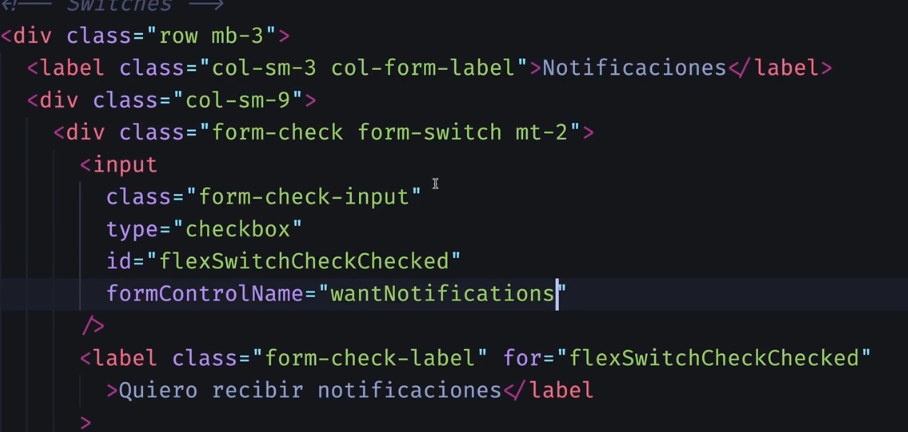 <!-- Switches -->
<div class="row mb-3">
<label class="col-sm-3 col-form-label">Notificaciones</label>
<div class="col-sm-9">
<div class="form-check form-switch mt-2">
<input
class="form-check-input"
type="checkbox"
id="flexSwitchCheckChecked"
formControlName="wantNotifications"
/>
<label class="form-check-label" for="flexSwitchCheckChecked"
>Quiero recibir notificaciones</label
>